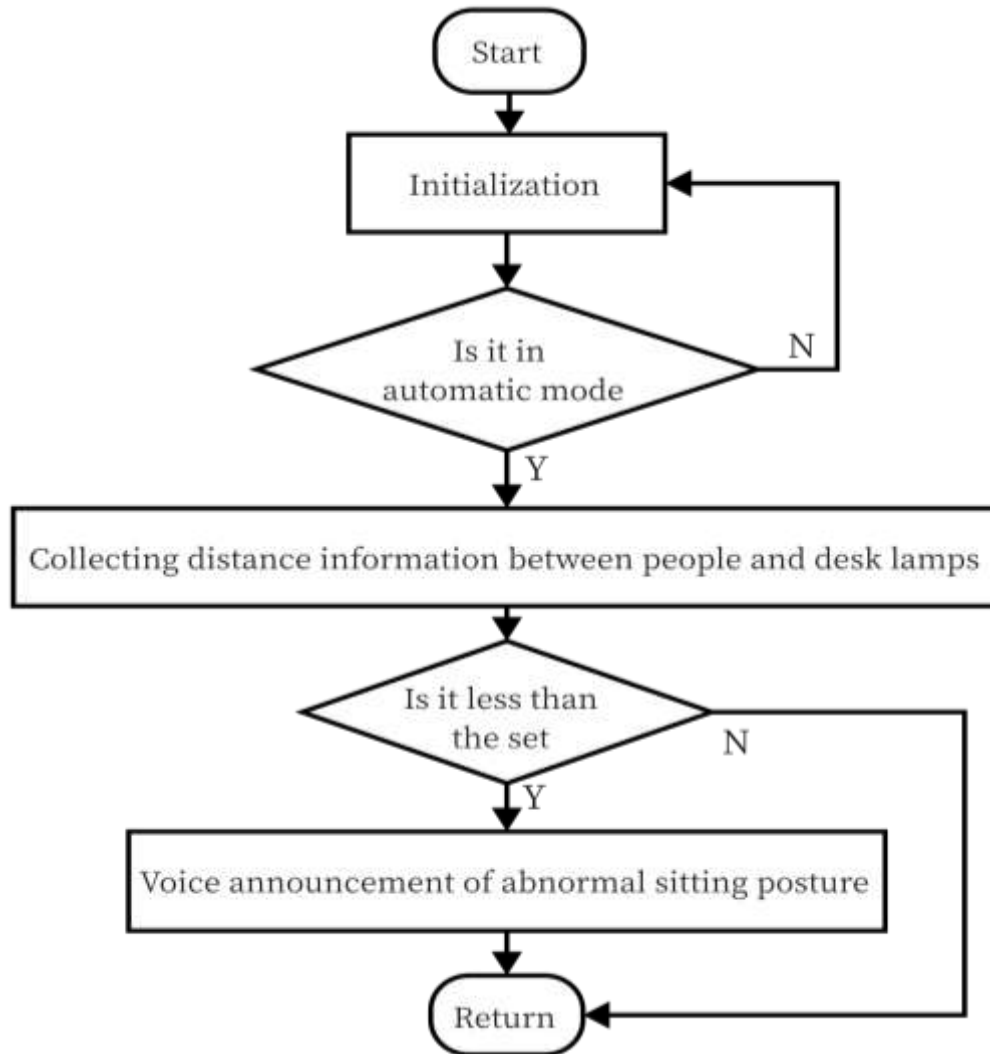 Start
Initialization
Is it in
automatic mode
N
Y
Collecting distance information between people and desk lamps
Is it less than
the set
N
Y
Voice announcement of abnormal sitting posture
Return